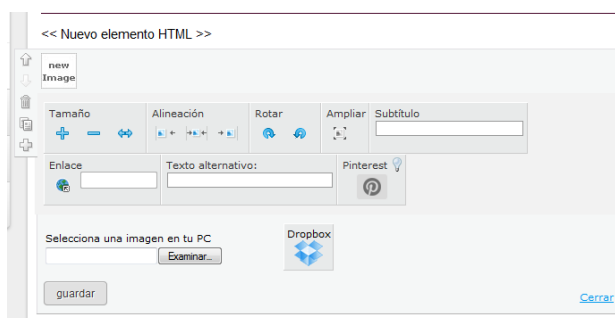 << Nuevo elemento HTML >>
new
Image
Tamaño Alineación Rotar Ampliar Subtítulo
Enlace Texto alternativo: Pinterest
Selecciona una imagen en tu PC
Examinar...
Dropbox
guardar
Cerrar